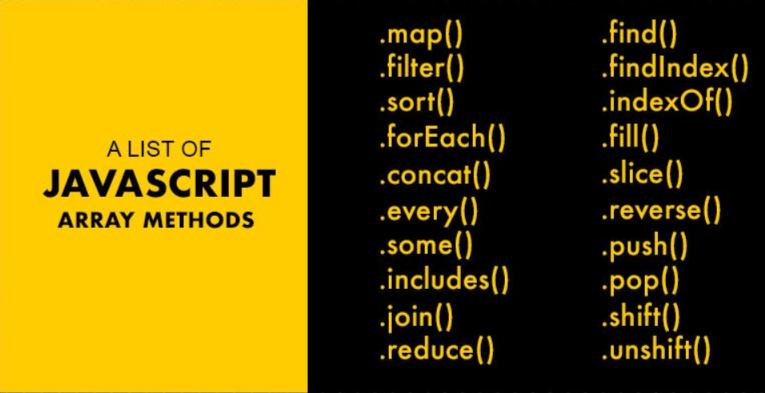 A LIST OF
JAVASCRIPT
ARRAY METHODS
.map()
.filter()
.sort()
.forEach()
.concat()
.every()
.some()
.includes()
.join()
.reduce()
.find()
.findIndex()
.indexOf()
.fill()
.slice()
.reverse()
.push()
.pop()
.shift()
.unshift()